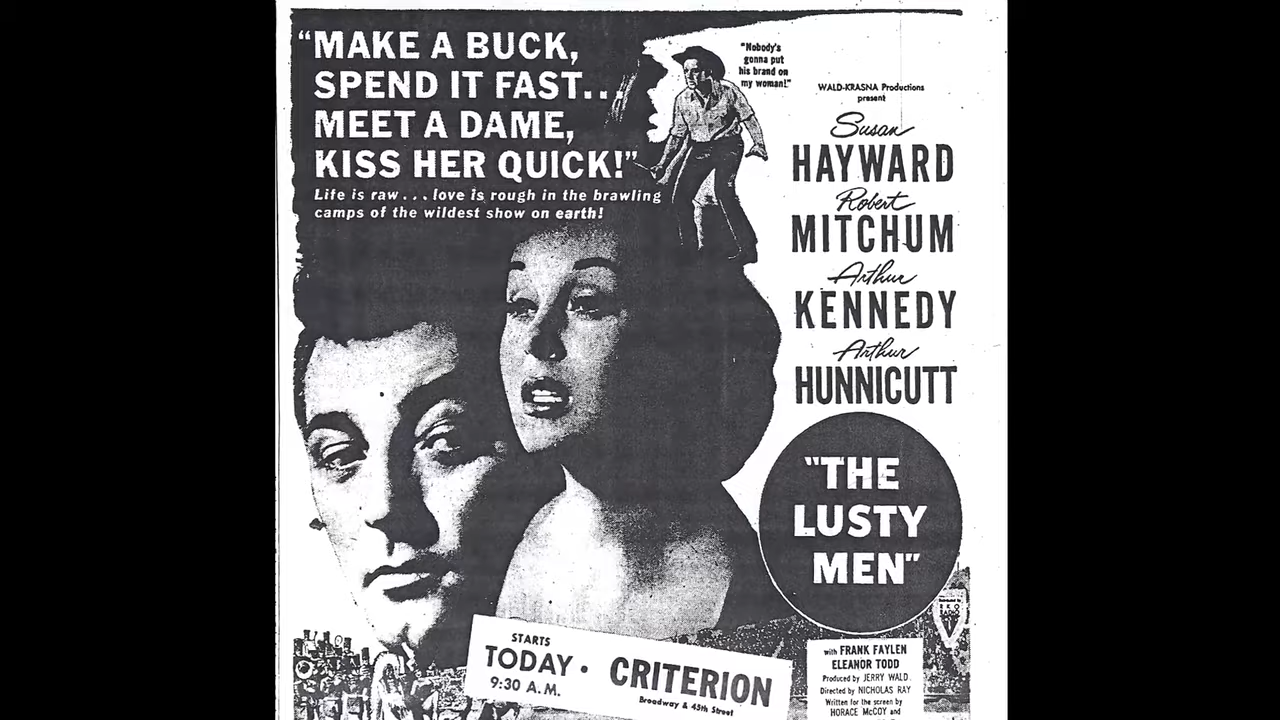 "MAKE A BUCK,
SPEND IT FAST...
MEET A DAME,
KISS HER QUICK!"
Life is raw...love is rough in the brawling
camps of the wildest show on earth!
"Nobody's
gonna put
his brand on
my woman!"
WALD-KRASNA Productions
present
Susan
HAYWARD
Robert
MITCHUM
Arthur
KENNEDY
Arthur
HUNNICUTT
"THE
LUSTY
MEN"
Distributed by
RKO
RADIO
STARTS
TODAY • CRITERION
9:30 A.M.
Broadway & 45th Street
with FRANK FAYLEN
ELEANOR TODD
Produced by JERRY WALD.
Directed by NICHOLAS RAY
Written for the screen by
HORACE McCOY and